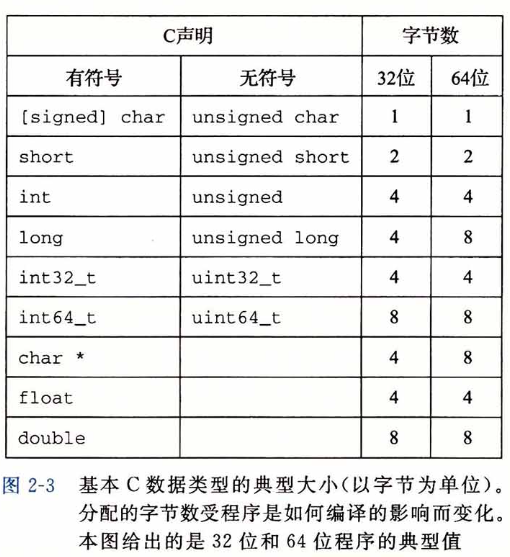 C声明 字节数
有符号 无符号 32位 64位
[signed] char unsigned char 1 1
short unsigned short 2 2
int unsigned 4 4
long unsigned long 4 8
int32_t uint32_t 4 4
int64_t uint64_t 8 8
char * 4 8
float 4 4
double 8 8
图 2-3 基本 C 数据类型的典型大小(以字节为单位)。
分配的字节数受程序是如何编译的影响而变化。
本图给出的是 32 位和 64 位程序的典型值